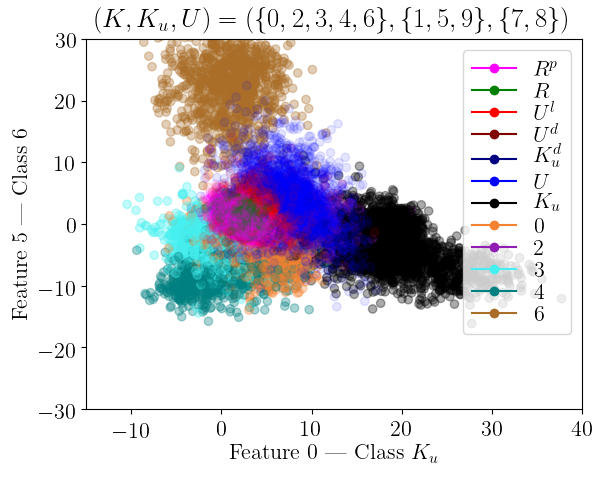 (K, K_u, U) = ({0, 2, 3, 4, 6}, {1, 5, 9}, {7, 8})
30
20
10
0
−10
−20
−30
Feature 5 — Class 6
−10 0 10 20 30 40
Feature 0 — Class K_u
R^p
R
U^l
U^d
K_u^d
U
K_u
0
2
3
4
6